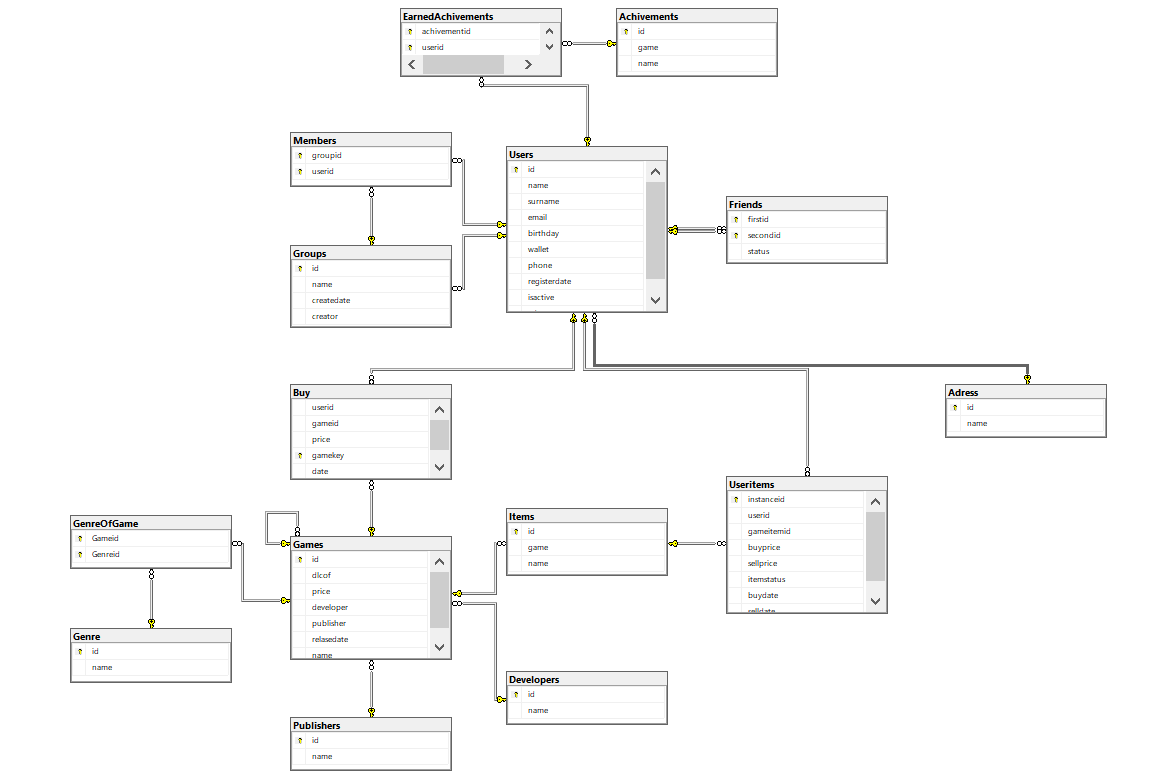 EarnedAchivements
achivementid
userid
Achivements
id
game
name
Members
groupid
userid
Users
id
name
surname
email
birthday
wallet
phone
registerdate
isactive
Friends
firstid
secondid
status
Groups
id
name
createdate
creator
Buy
userid
gameid
price
gamekey
date
Adress
id
name
Useritems
instanceid
userid
gameitemid
buyprice
sellprice
itemstatus
buydate
selldate
GenreOfGame
Gameid
Genreid
Items
id
game
name
Games
id
dlcof
price
developer
publisher
relasedate
name
Genre
id
name
Developers
id
name
Publishers
id
name